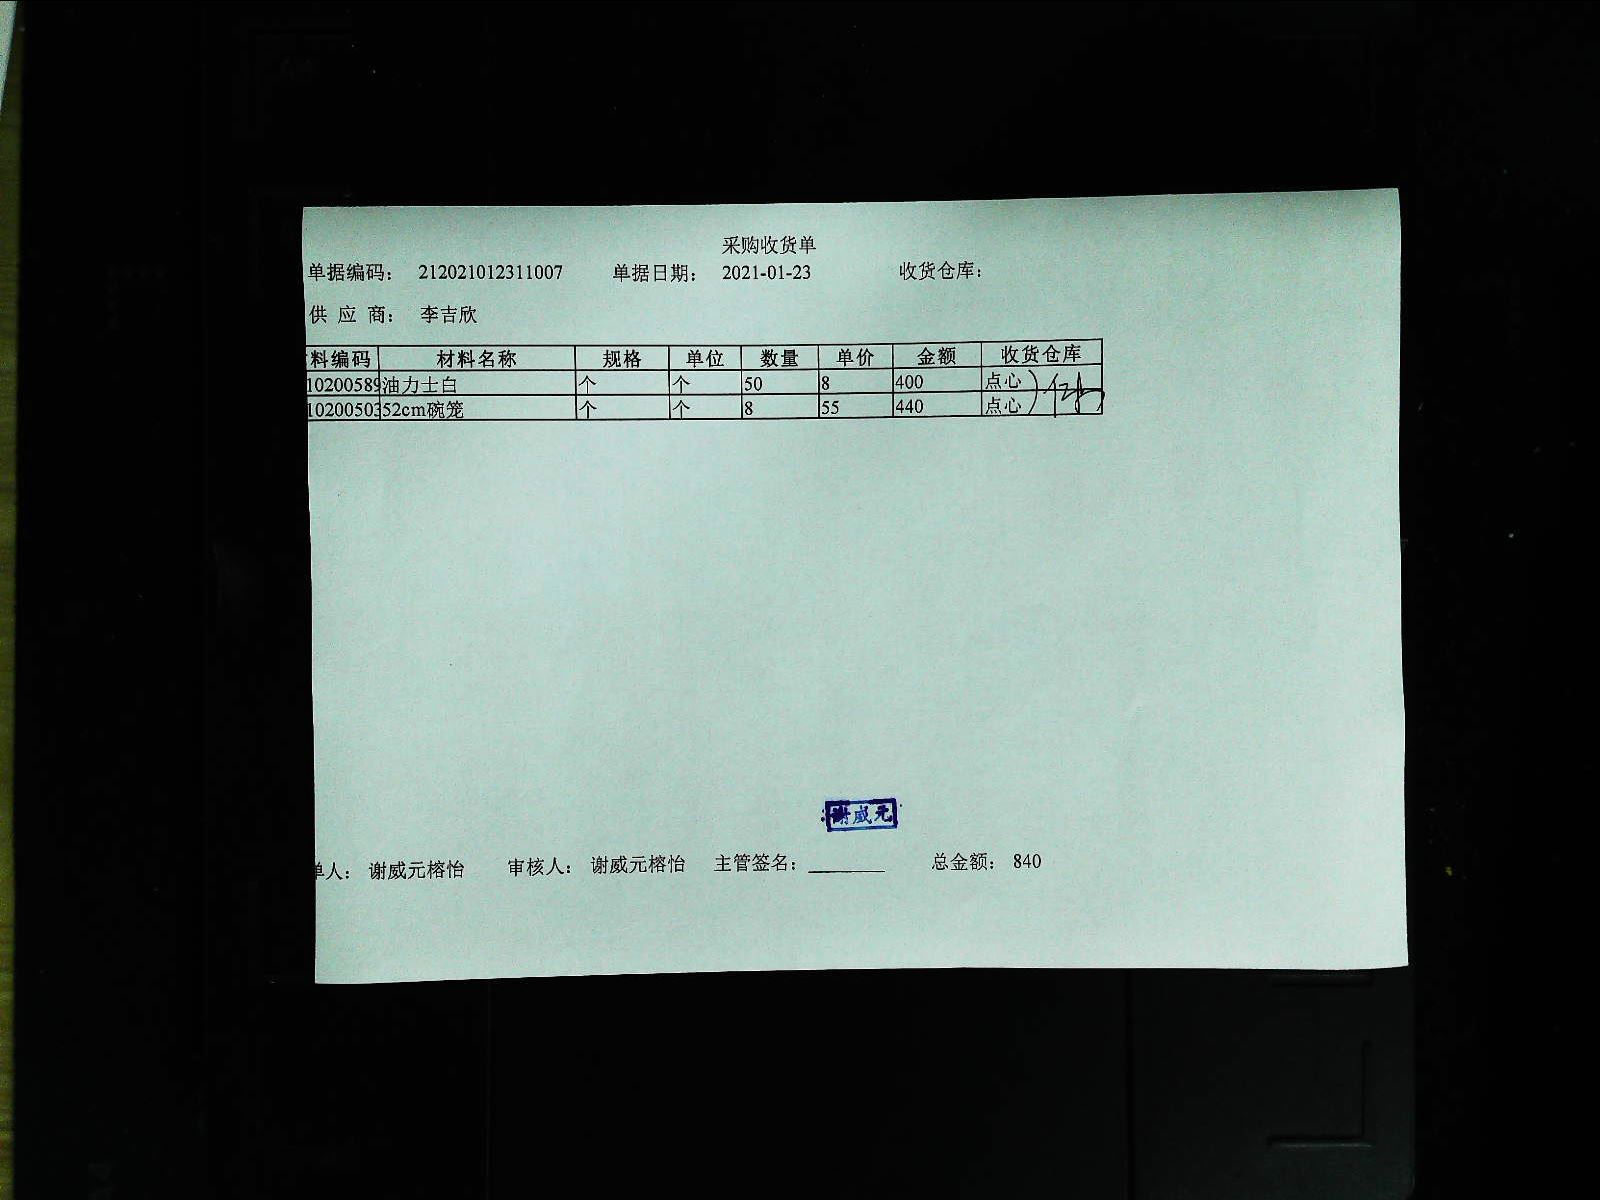 采购收货单
单据编码: 212021012311007 单据日期: 2021-01-23 收货仓库:
供 应 商: 李吉欣
料编码 材料名称 规格 单位 数量 单价 金额 收货仓库
10200589 油力士白 个 个 50 8 400 点心
10200503 52cm碗笼 个 个 8 55 440 点心
谢威元
单人: 谢威元榕怡 审核人: 谢威元榕怡 主管签名: ________ 总金额: 840